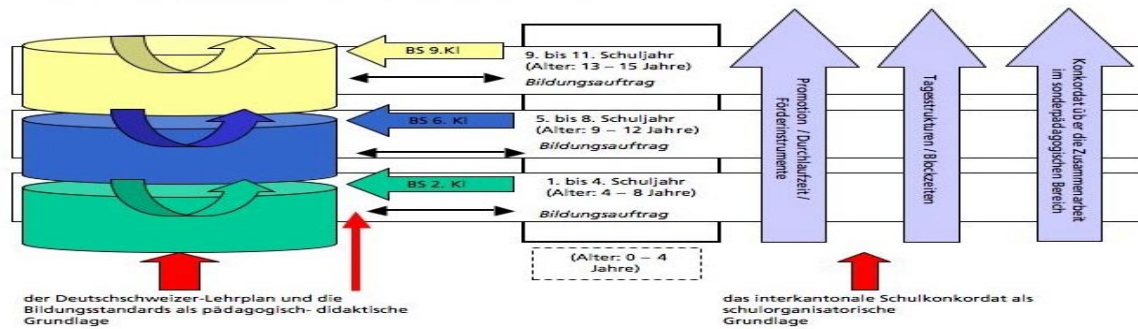 BS 9.Kl
9. bis 11. Schuljahr
(Alter: 13 – 15 Jahre)
Bildungsauftrag
BS 6. Kl
5. bis 8. Schuljahr
(Alter: 9 – 12 Jahre)
Bildungsauftrag
BS 2. Kl
1. bis 4. Schuljahr
(Alter: 4 – 8 Jahre)
Bildungsauftrag
(Alter: 0 – 4
Jahre)
Promotion /Durchlaufzeit /
Förderinstrumente
Tagesstrukturen / Blockzeiten
Konkordat über die Zusammenarbeit
im sonderpädagogischen Bereich
der Deutschschweizer-Lehrplan und die
Bildungsstandards als pädagogisch- didaktische
Grundlage
das interkantonale Schulkonkordat als
schulorganisatorische
Grundlage